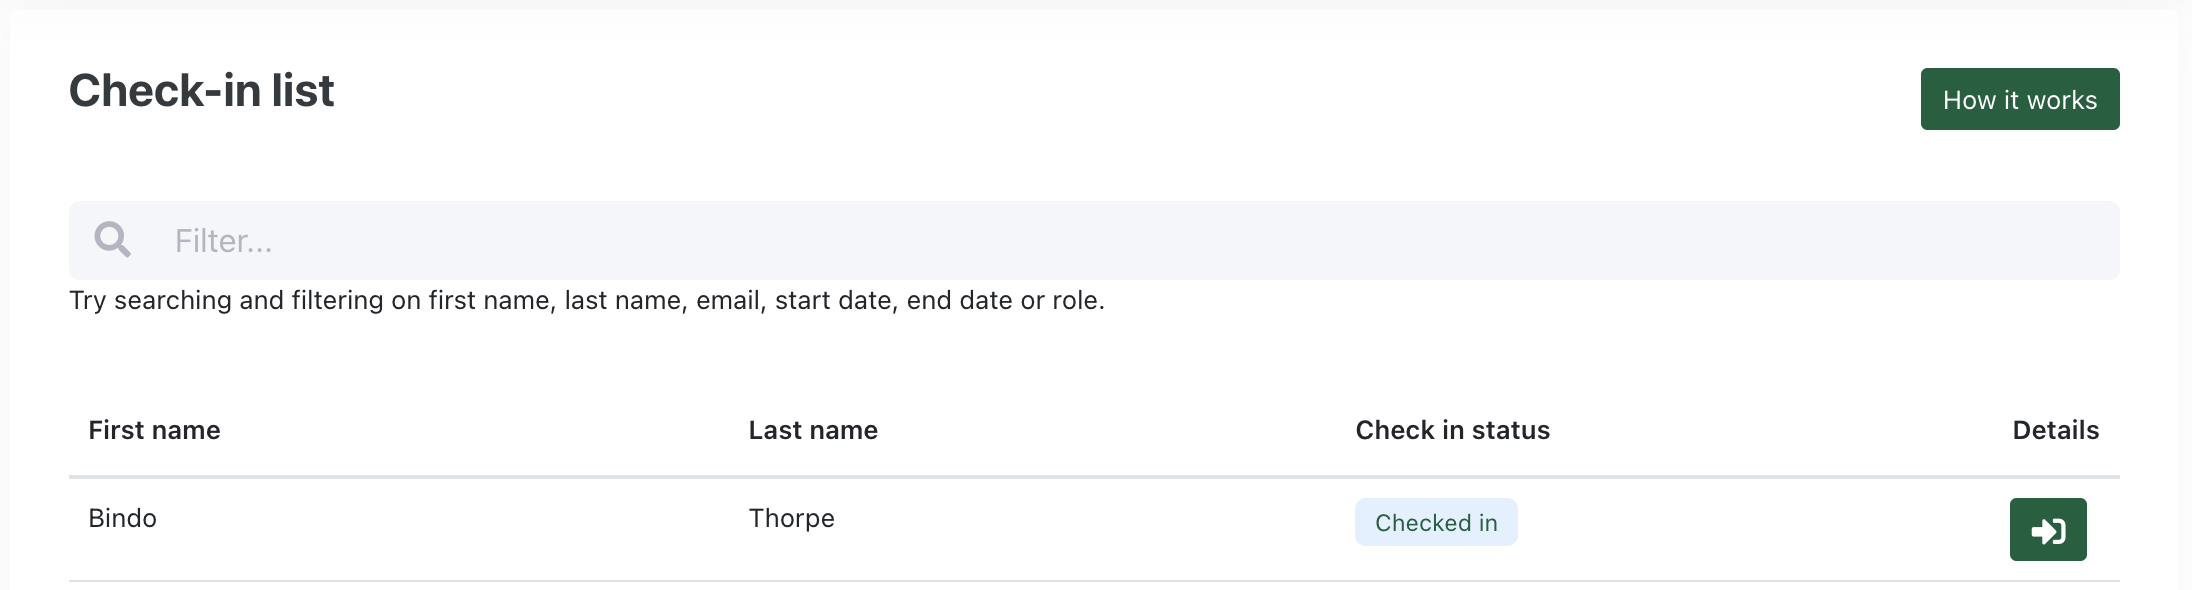 Check-in list
How it works
Filter...
Try searching and filtering on first name, last name, email, start date, end date or role.
First name Last name Check in status Details
Bindo Thorpe Checked in